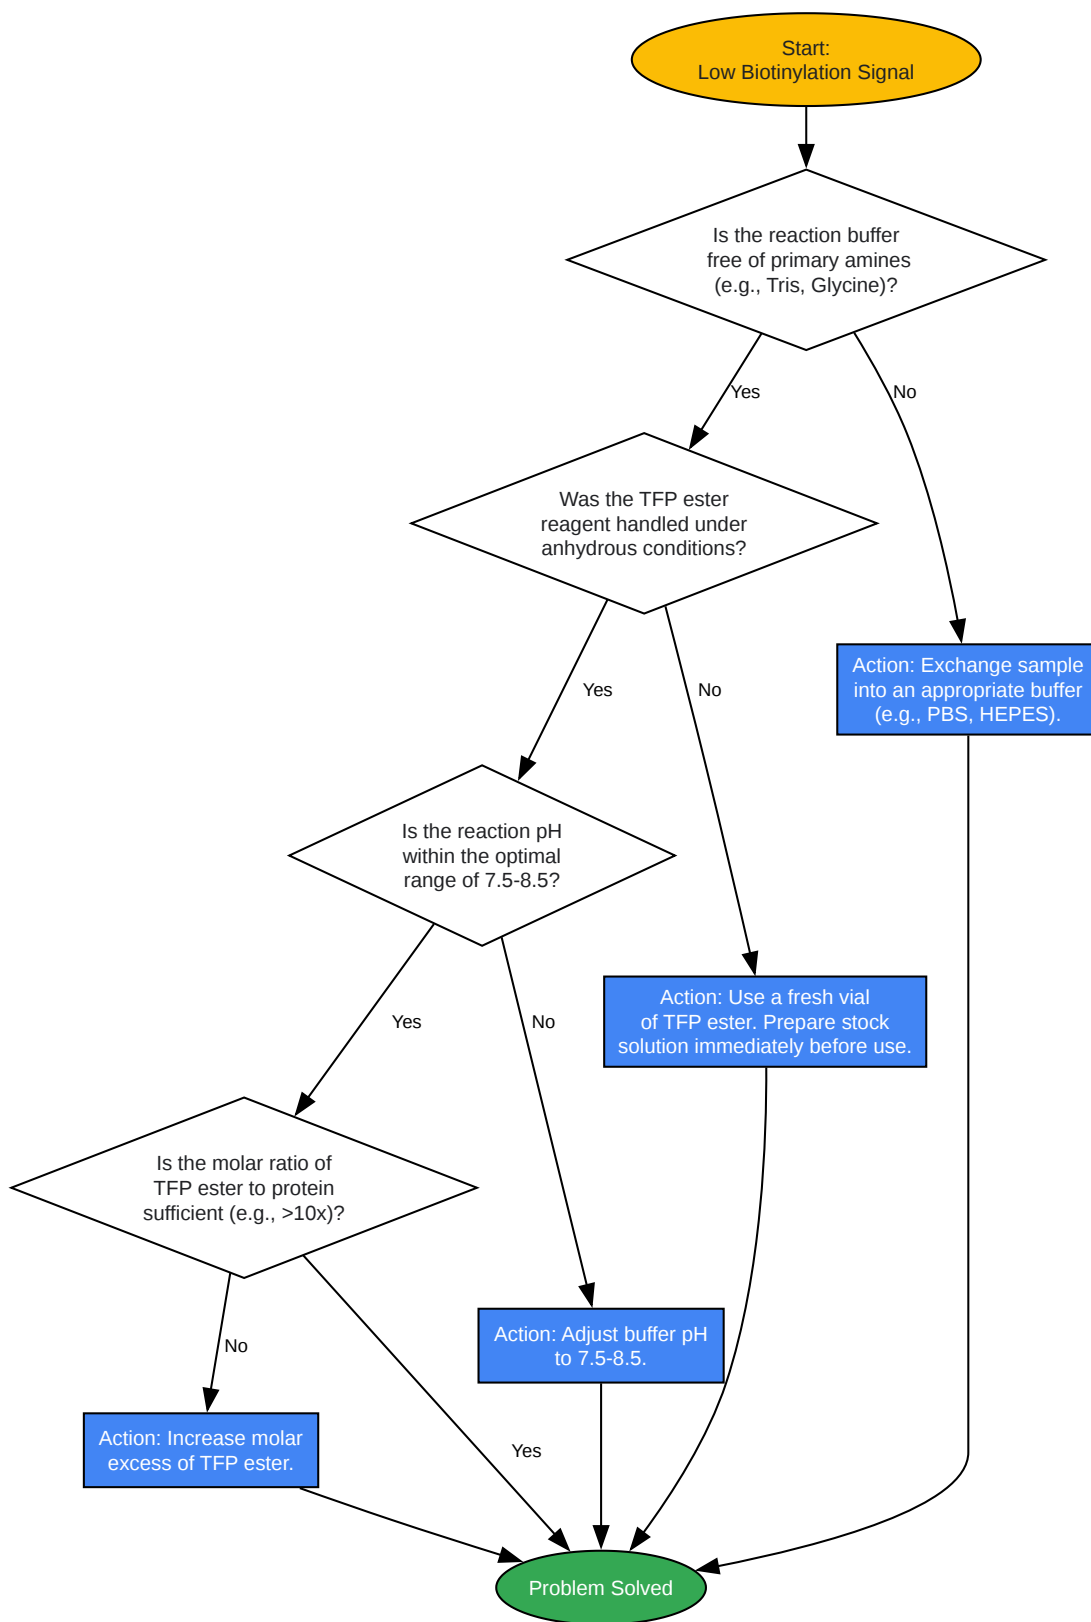 Start:
Low Biotinylation Signal
Is the reaction buffer
free of primary amines
(e.g., Tris, Glycine)?
Yes
No
Was the TFP ester
reagent handled under
anhydrous conditions?
Action: Exchange sample
into an appropriate buffer
(e.g., PBS, HEPES).
Yes
No
Is the reaction pH
within the optimal
range of 7.5-8.5?
Action: Use a fresh vial
of TFP ester. Prepare stock
solution immediately before use.
Yes
No
Is the molar ratio of
TFP ester to protein
sufficient (e.g., >10x)?
Action: Adjust buffer pH
to 7.5-8.5.
No
Yes
Action: Increase molar
excess of TFP ester.
Problem Solved